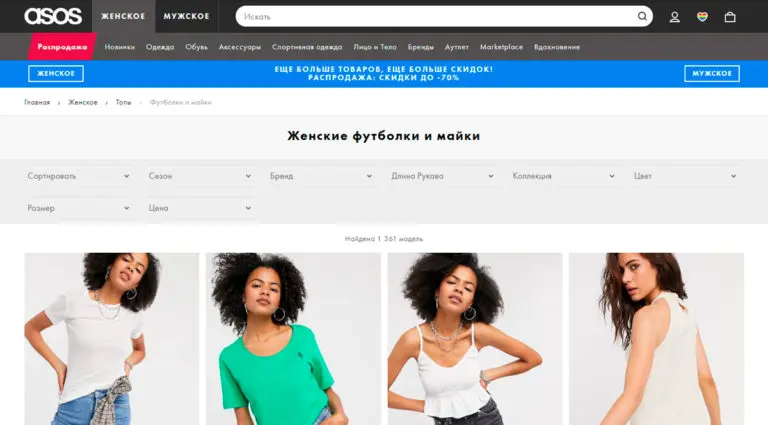 asos
ЖЕНСКОЕ
МУЖСКОЕ
Искать
Распродажа
Новинки
Одежда
Обувь
Аксессуары
Спортивная одежда
Лицо и Тело
Бренды
Аутлет
Marketplace
Вдохновение
ЖЕНСКОЕ
ЕЩЕ БОЛЬШЕ ТОВАРОВ, ЕЩЕ БОЛЬШЕ СКИДОК!
РАСПРОДАЖА: СКИДКИ ДО -70%
МУЖСКОЕ
Главная › Женское › Топы › Футболки и майки
Женские футболки и майки
Сортировать
Сезон
Бренд
Длина Рукава
Коллекция
Цвет
Размер
Цена
Найдена 1 361 модель